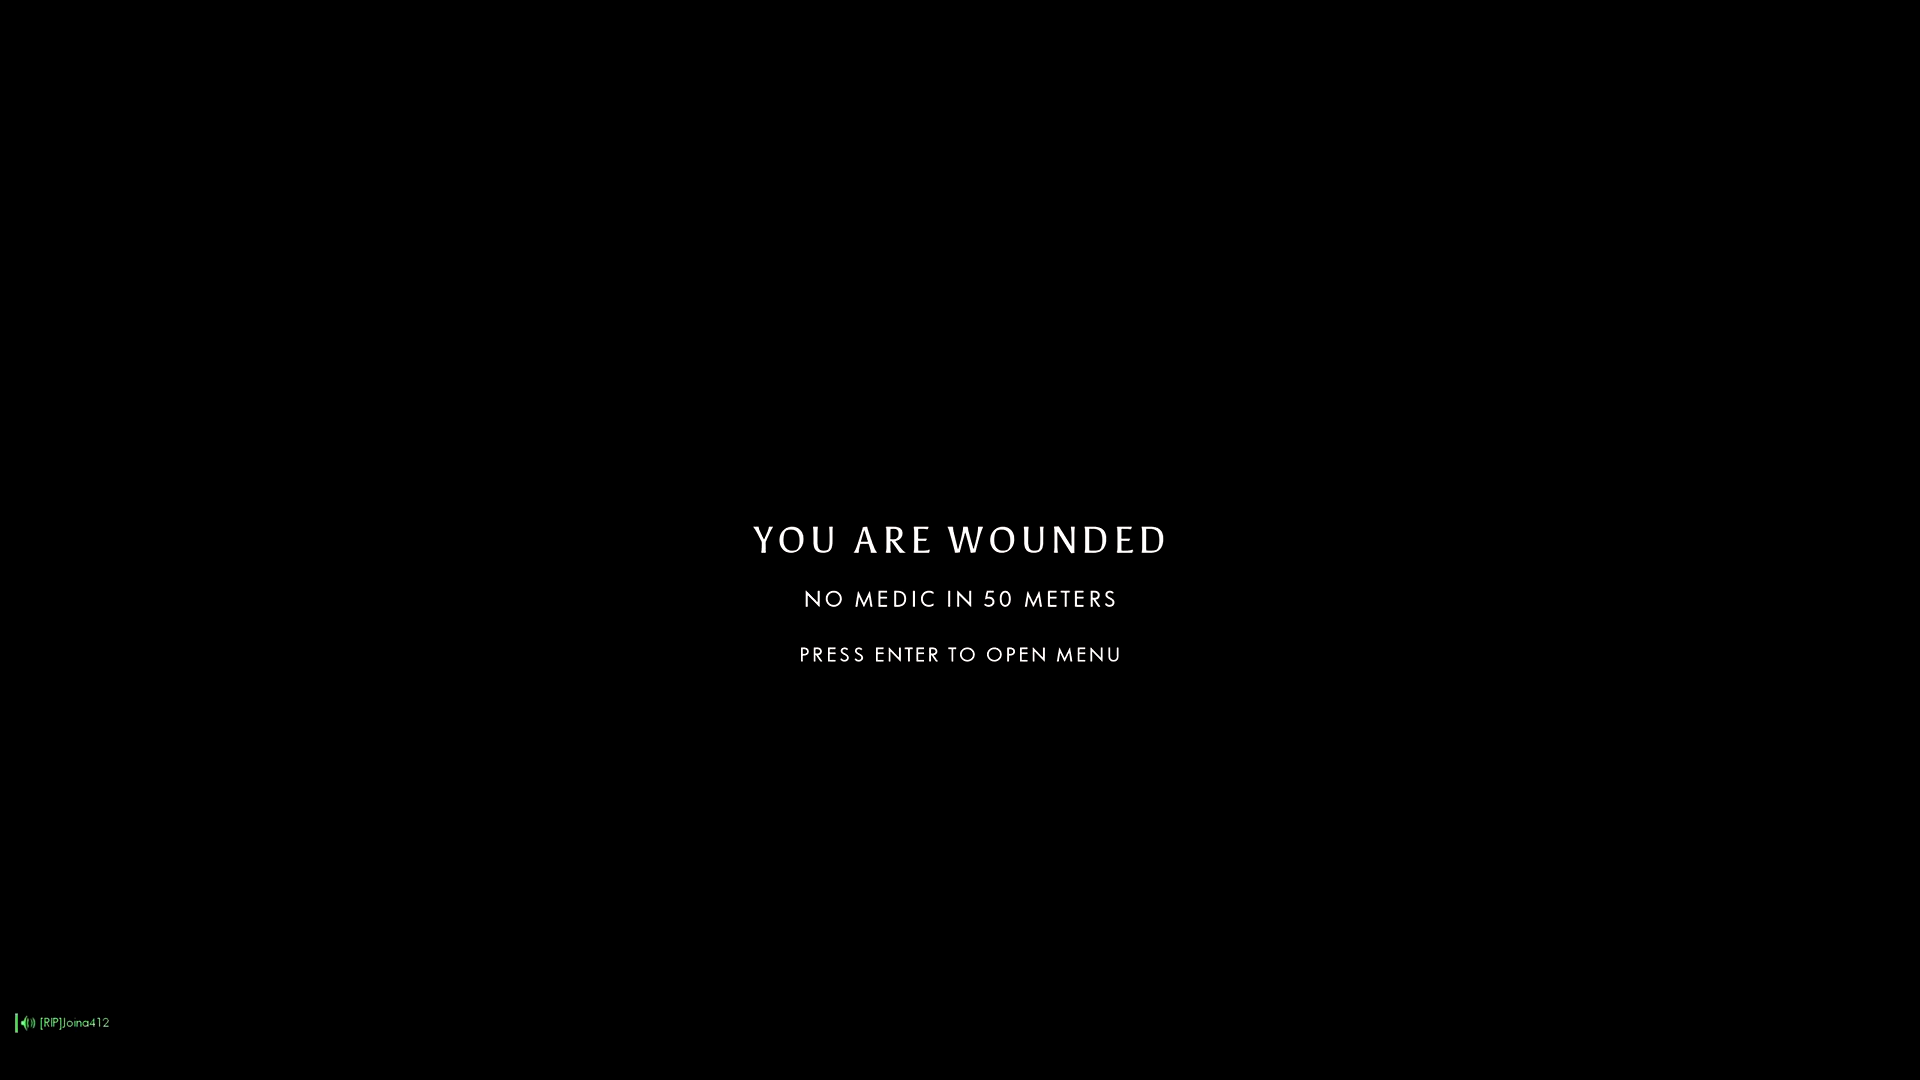 YOU ARE WOUNDED
NO MEDIC IN 50 METERS
PRESS ENTER TO OPEN MENU
[RIP]Joina412